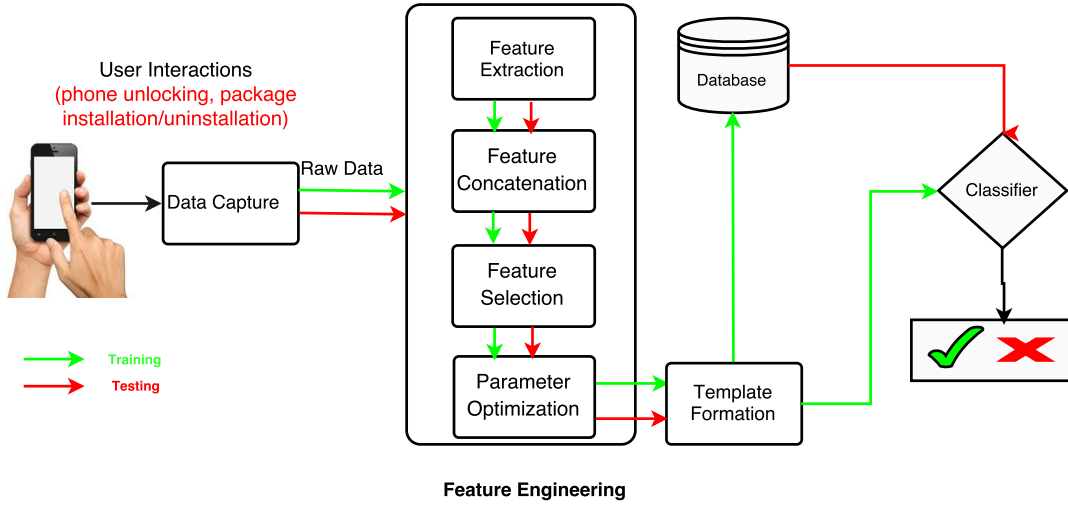 User Interactions
(phone unlocking, package
installation/uninstallation)
Data Capture
Raw Data
Feature
Extraction
Feature
Concatenation
Feature
Selection
Parameter
Optimization
Template
Formation
Database
Classifier
Training
Testing
Feature Engineering